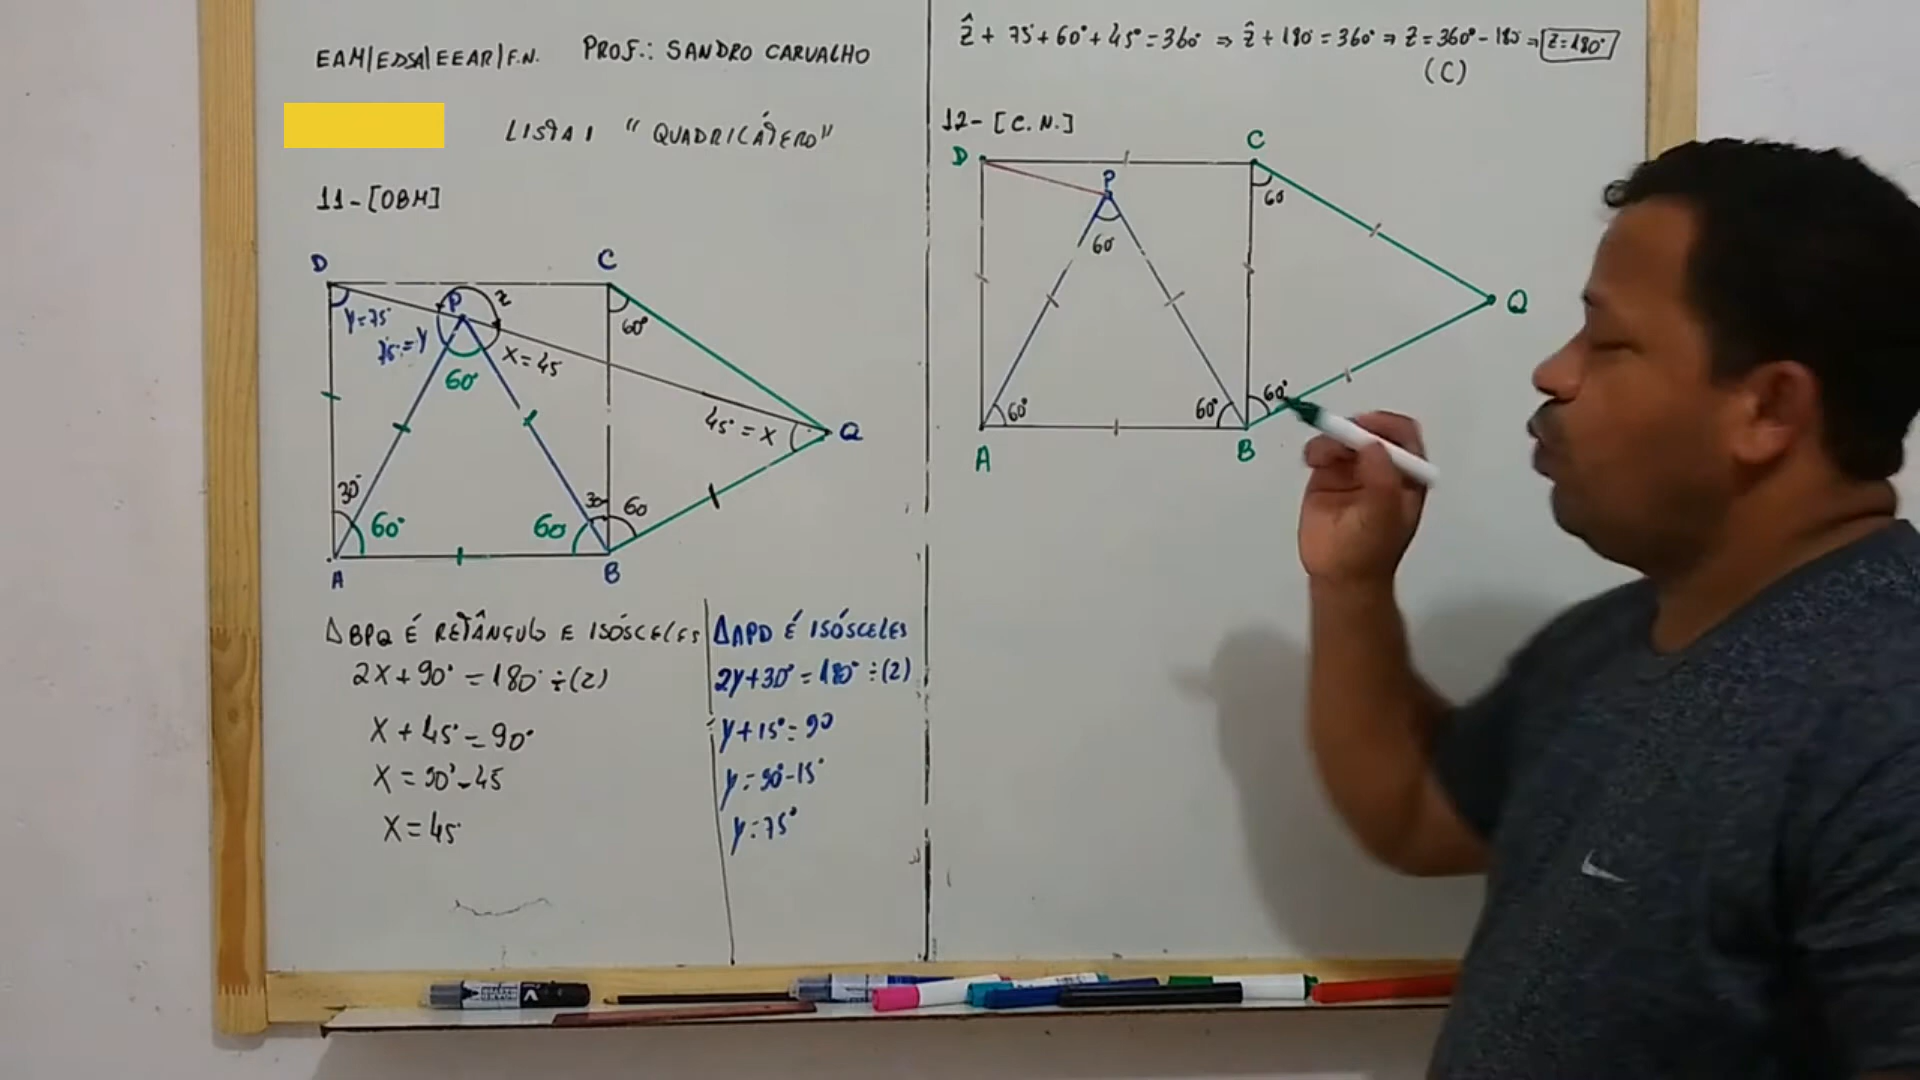 EAM/EDSA/EEAR/F.N. PROF.: SANDRO CARVALHO
LISTA 1 "QUADRILÁTERO"
11- [OBM]
D
C
P
z
Y=75°
75°=Y
X=45
60°
60°
45°=X
Q
30°
60°
60
30
60
A
B
△BPQ É RETÂNGULO E ISÓSCELES
2X+90°=180°÷(2)
X+45°=90°
X=90°-45
X=45°
△APD É ISÓSCELES
2Y+30°=180°÷(2)
Y+15°=90
Y=90°-15°
Y=75°
ẑ+75°+60°+45°=360° ⇒ ẑ+180°=360° ⇒ Z=360°-180 ⇒ Z=180°
(C)
12- [C.N.]
D
C
P
60
60
Q
60°
60°
60°
A
B